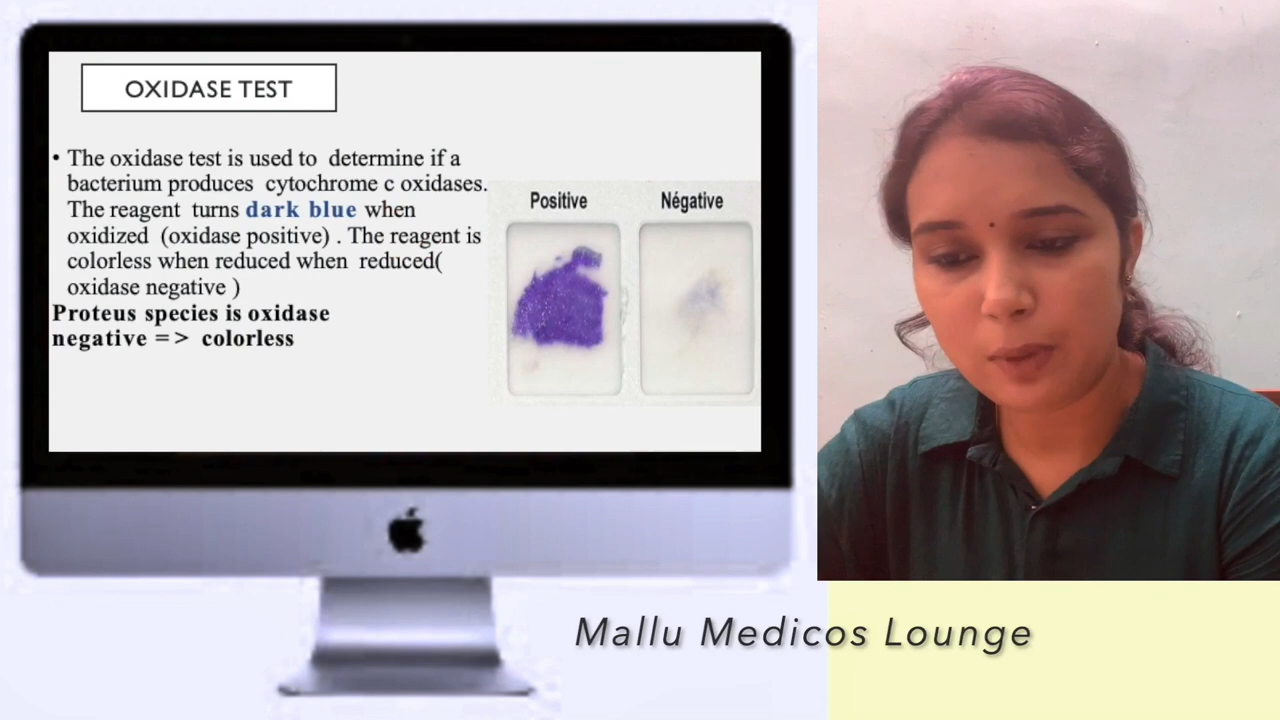 OXIDASE TEST
• The oxidase test is used to determine if a
bacterium produces cytochrome c oxidases.
The reagent turns dark blue when
oxidized (oxidase positive) . The reagent is
colorless when reduced when reduced(
oxidase negative )
Proteus species is oxidase
negative => colorless
Positive
Négative
Mallu Medicos Lounge